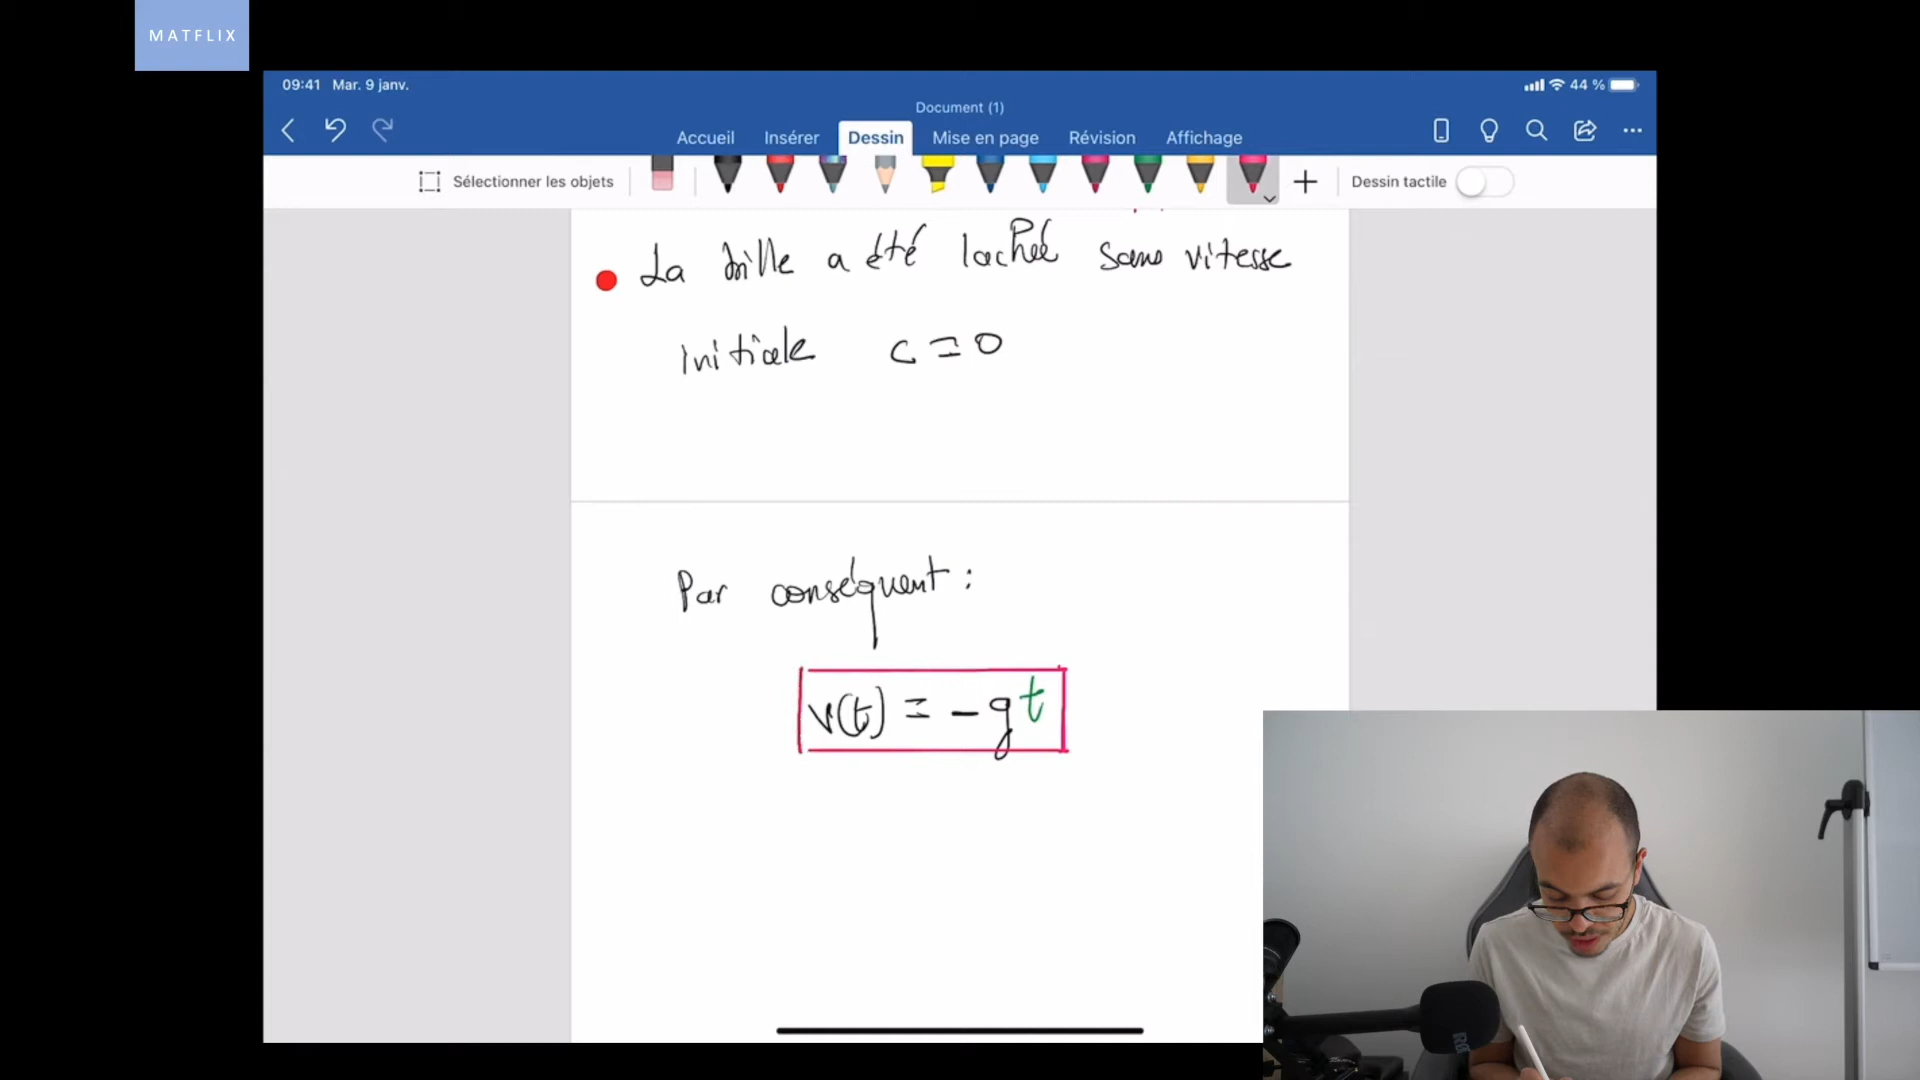 MATFLIX
09:41 Mar. 9 janv.
44 %
Document (1)
Accueil Insérer Dessin Mise en page Révision Affichage
Sélectionner les objets
Dessin tactile
La bille a été lachée sans vitesse
initiale c = 0
Par conséquent :
v(t) = -gt